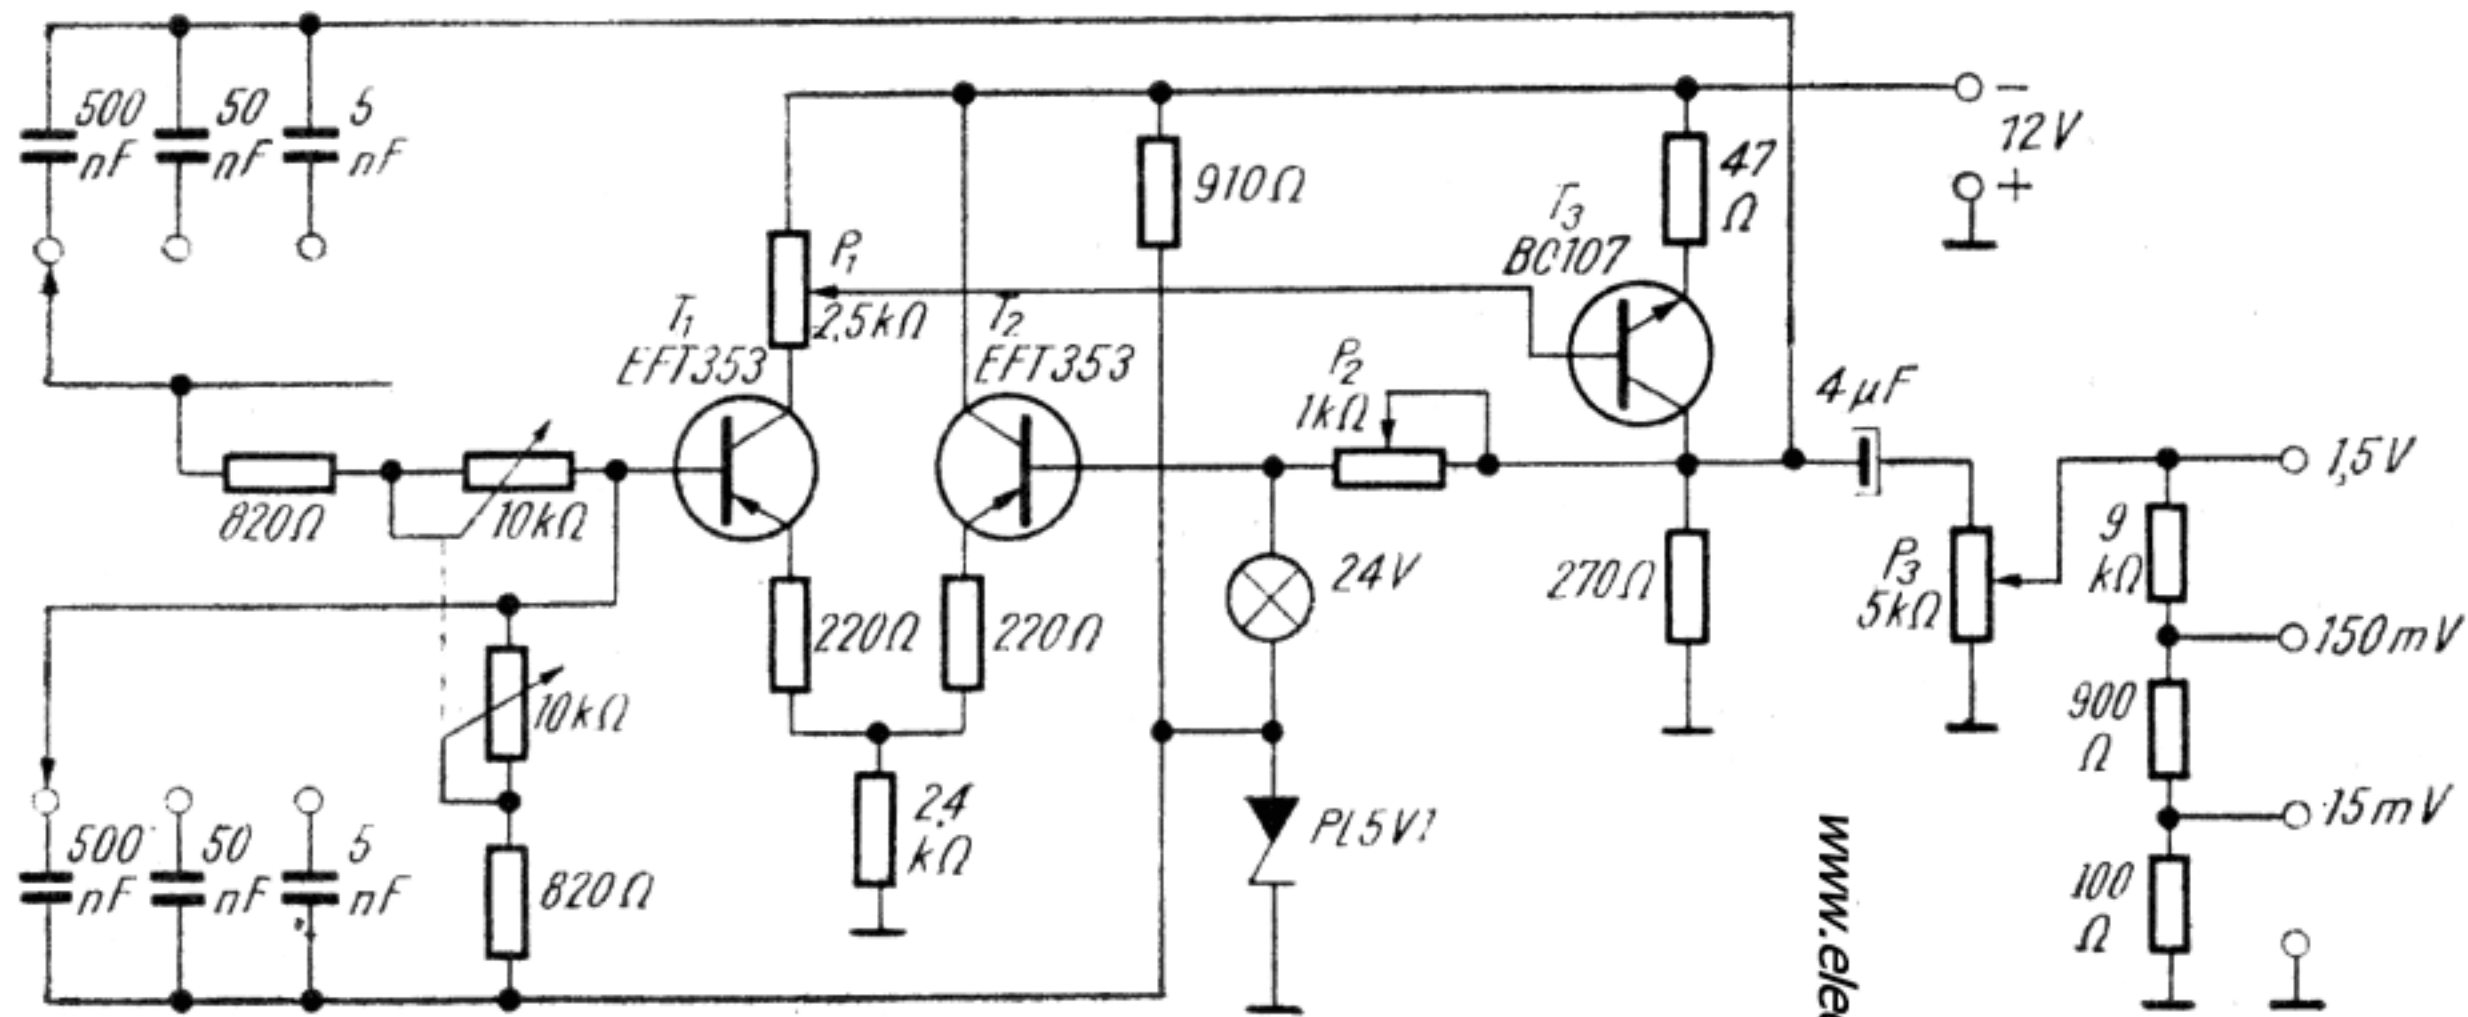 500
nF
50
nF
5
nF
910Ω
47
Ω
-
12V
+
T3
BC107
P1
2,5kΩ
T1
EFT353
T2
EFT353
P2
1kΩ
4µF
1,5V
820Ω
10kΩ
24V
270Ω
P3
5kΩ
9
kΩ
150mV
220Ω
220Ω
10kΩ
900
Ω
15mV
2,4
kΩ
PL5V1
500
nF
50
nF
5
nF
820Ω
100
Ω
www.ele